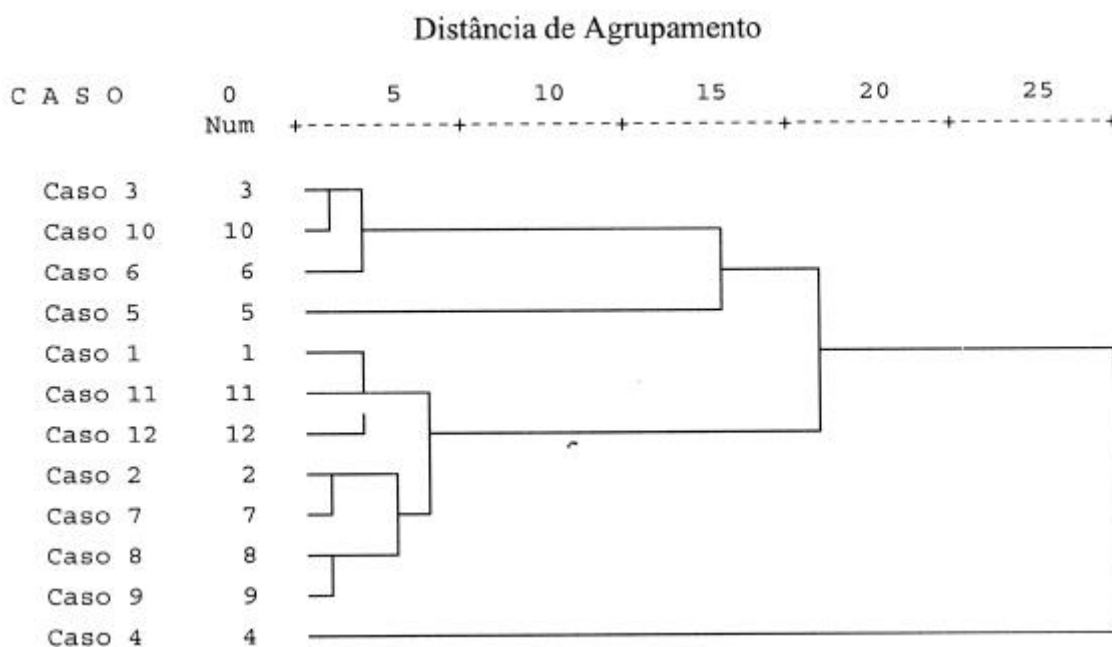 Distância de Agrupamento
C A S O 0 5 10 15 20 25
Num +---------+---------+---------+---------+---------+
Caso 3 3
Caso 10 10
Caso 6 6
Caso 5 5
Caso 1 1
Caso 11 11
Caso 12 12
Caso 2 2
Caso 7 7
Caso 8 8
Caso 9 9
Caso 4 4